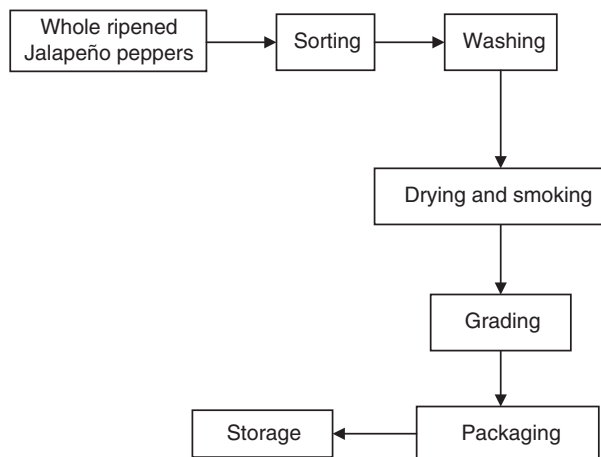 Whole ripened
Jalapeño peppers
Sorting
Washing
Drying and smoking
Grading
Packaging
Storage